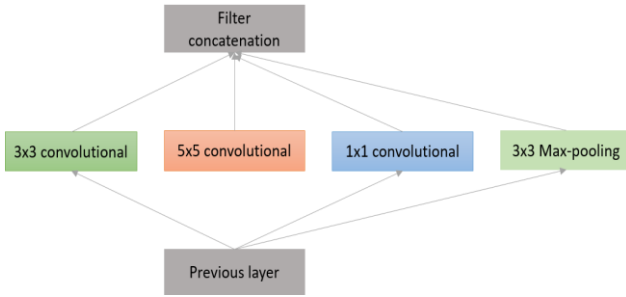 Filter
concatenation
3x3 convolutional
5x5 convolutional
1x1 convolutional
3x3 Max-pooling
Previous layer